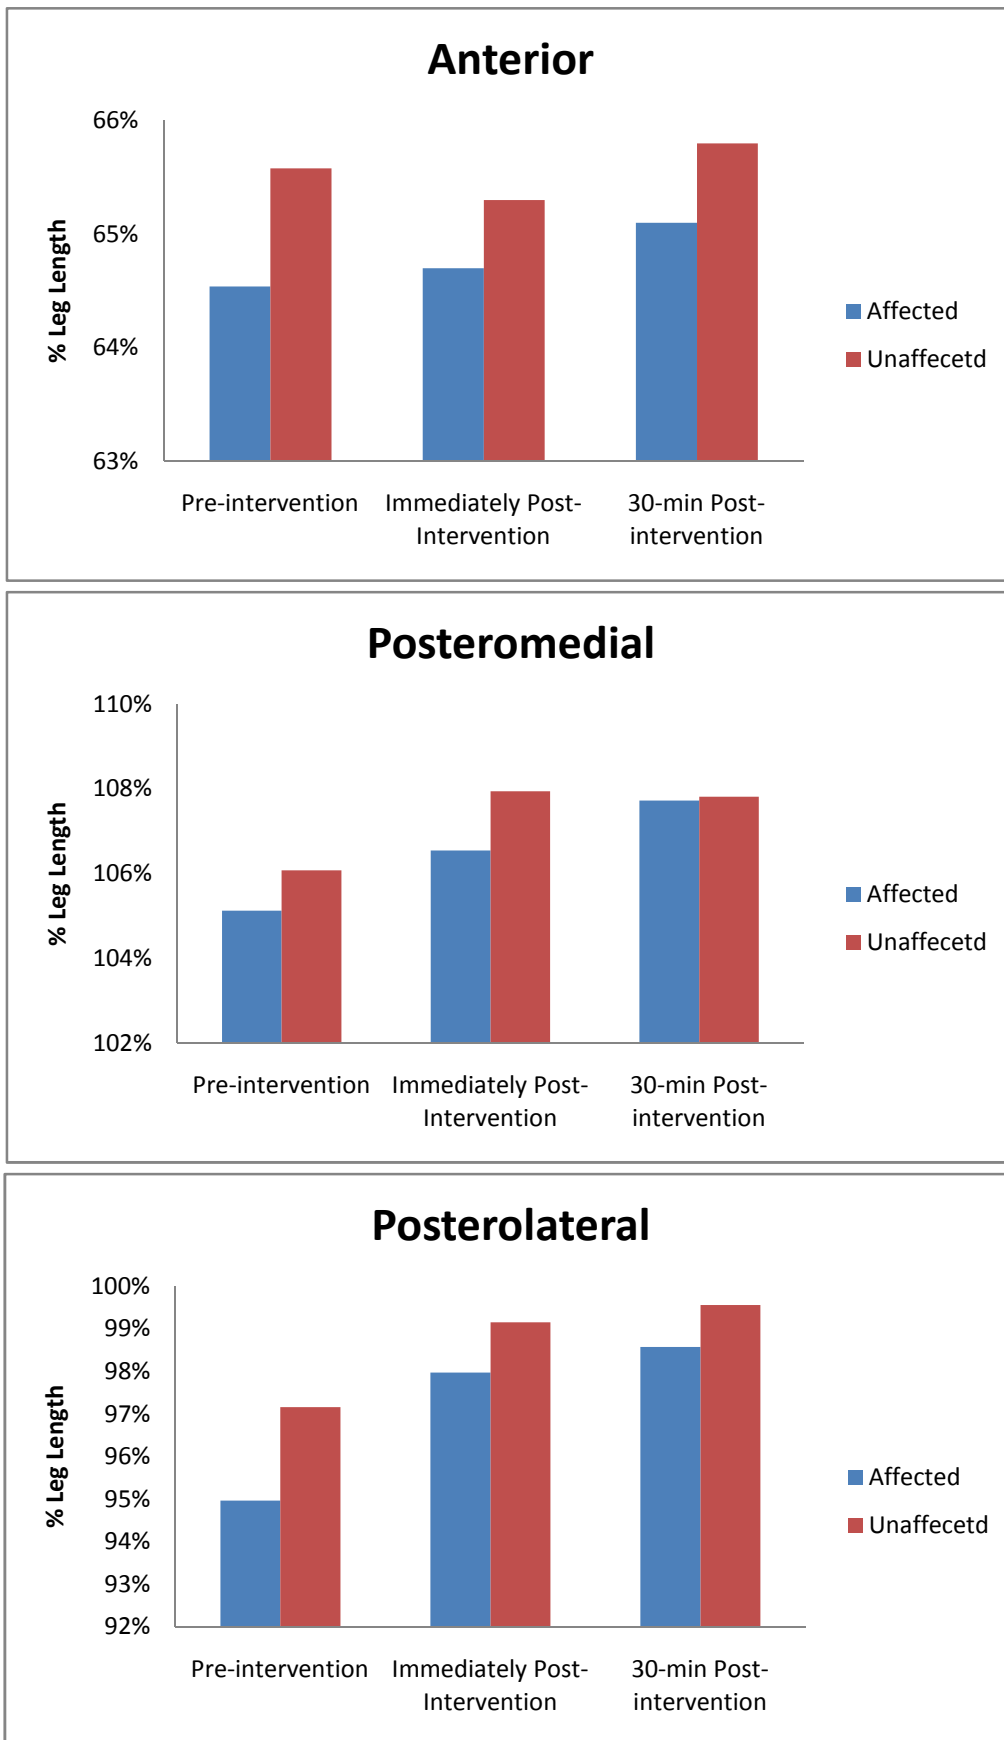 Anterior
66%
65%
64%
63%
% Leg Length
Pre-intervention
Immediately Post-
Intervention
30-min Post-
intervention
Affected
Unaffecetd
Posteromedial
110%
108%
106%
104%
102%
% Leg Length
Pre-intervention
Immediately Post-
Intervention
30-min Post-
intervention
Affected
Unaffecetd
Posterolateral
100%
99%
98%
97%
96%
95%
94%
93%
92%
% Leg Length
Pre-intervention
Immediately Post-
Intervention
30-min Post-
intervention
Affected
Unaffecetd